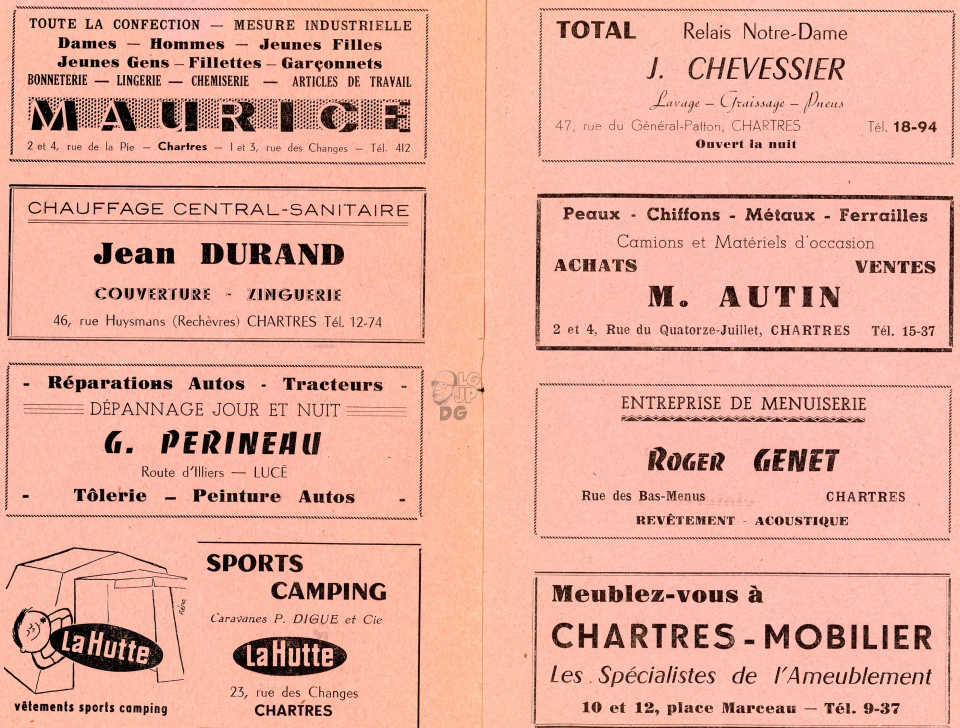 TOUTE LA CONFECTION — MESURE INDUSTRIELLE
Dames — Hommes — Jeunes Filles
Jeunes Gens — Fillettes — Garçonnets
BONNETERIE — LINGERIE — CHEMISERIE — ARTICLES DE TRAVAIL
MAURICE
2 et 4, rue de la Pie — Chartres — 1 et 3, rue des Changes — Tél. 412
CHAUFFAGE CENTRAL-SANITAIRE
Jean DURAND
COUVERTURE - ZINGUERIE
46, rue Huysmans (Rechèvres) CHARTRES Tél. 12-74
- Réparations Autos - Tracteurs -
DÉPANNAGE JOUR ET NUIT
G. PERINEAU
Route d'Illiers — LUCÉ
- Tôlerie — Peinture Autos -
La Hutte
vêtements sports camping
SPORTS
CAMPING
Caravanes P. DIGUE et Cie
La Hutte
23, rue des Changes
CHARTRES
TOTAL Relais Notre-Dame
J. CHEVESSIER
Lavage — Graissage — Pneus
47, rue du Général-Patton, CHARTRES Tél. 18-94
Ouvert la nuit
Peaux - Chiffons - Métaux - Ferrailles
Camions et Matériels d'occasion
ACHATS VENTES
M. AUTIN
2 et 4, Rue du Quatorze-Juillet, CHARTRES Tél. 15-37
ENTREPRISE DE MENUISERIE
ROGER GENET
Rue des Bas-Menus CHARTRES
REVÊTEMENT - ACOUSTIQUE
Meublez-vous à
CHARTRES-MOBILIER
Les Spécialistes de l'Ameublement
10 et 12, place Marceau — Tél. 9-37
LG
JP
DG